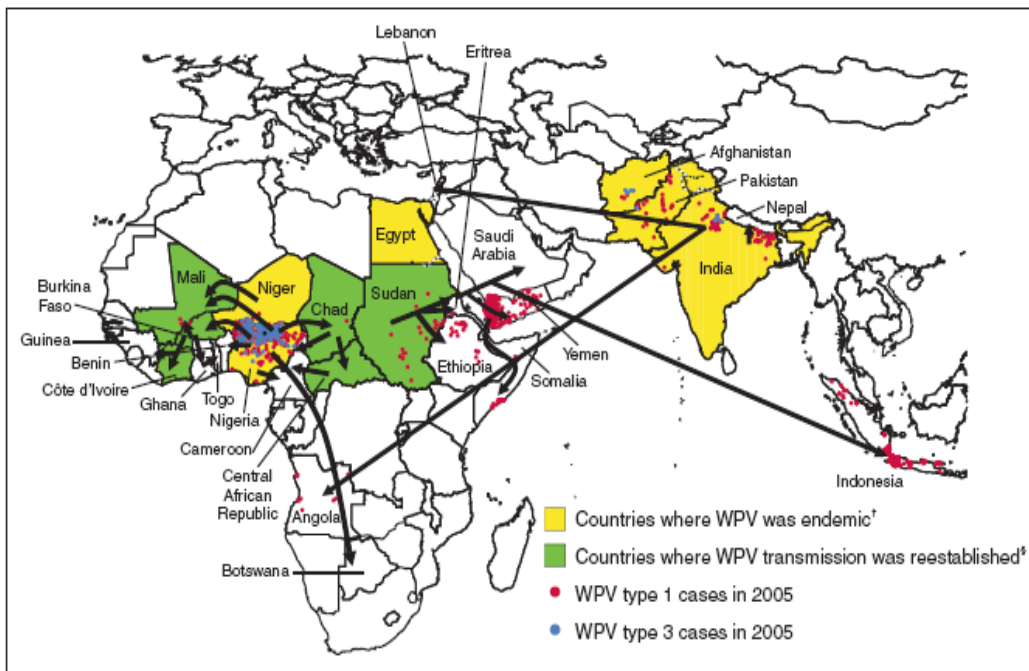 Lebanon
Eritrea
Afghanistan
Pakistan
Nepal
Egypt
Saudi
Arabia
India
Mali
Niger
Chad
Sudan
Burkina
Faso
Guinea
Benin
Côte d'Ivoire
Ghana
Togo
Nigeria
Ethiopia
Yemen
Somalia
Cameroon
Central
African
Republic
Angola
Indonesia
Botswana
Countries where WPV was endemic†
Countries where WPV transmission was reestablished§
WPV type 1 cases in 2005
WPV type 3 cases in 2005